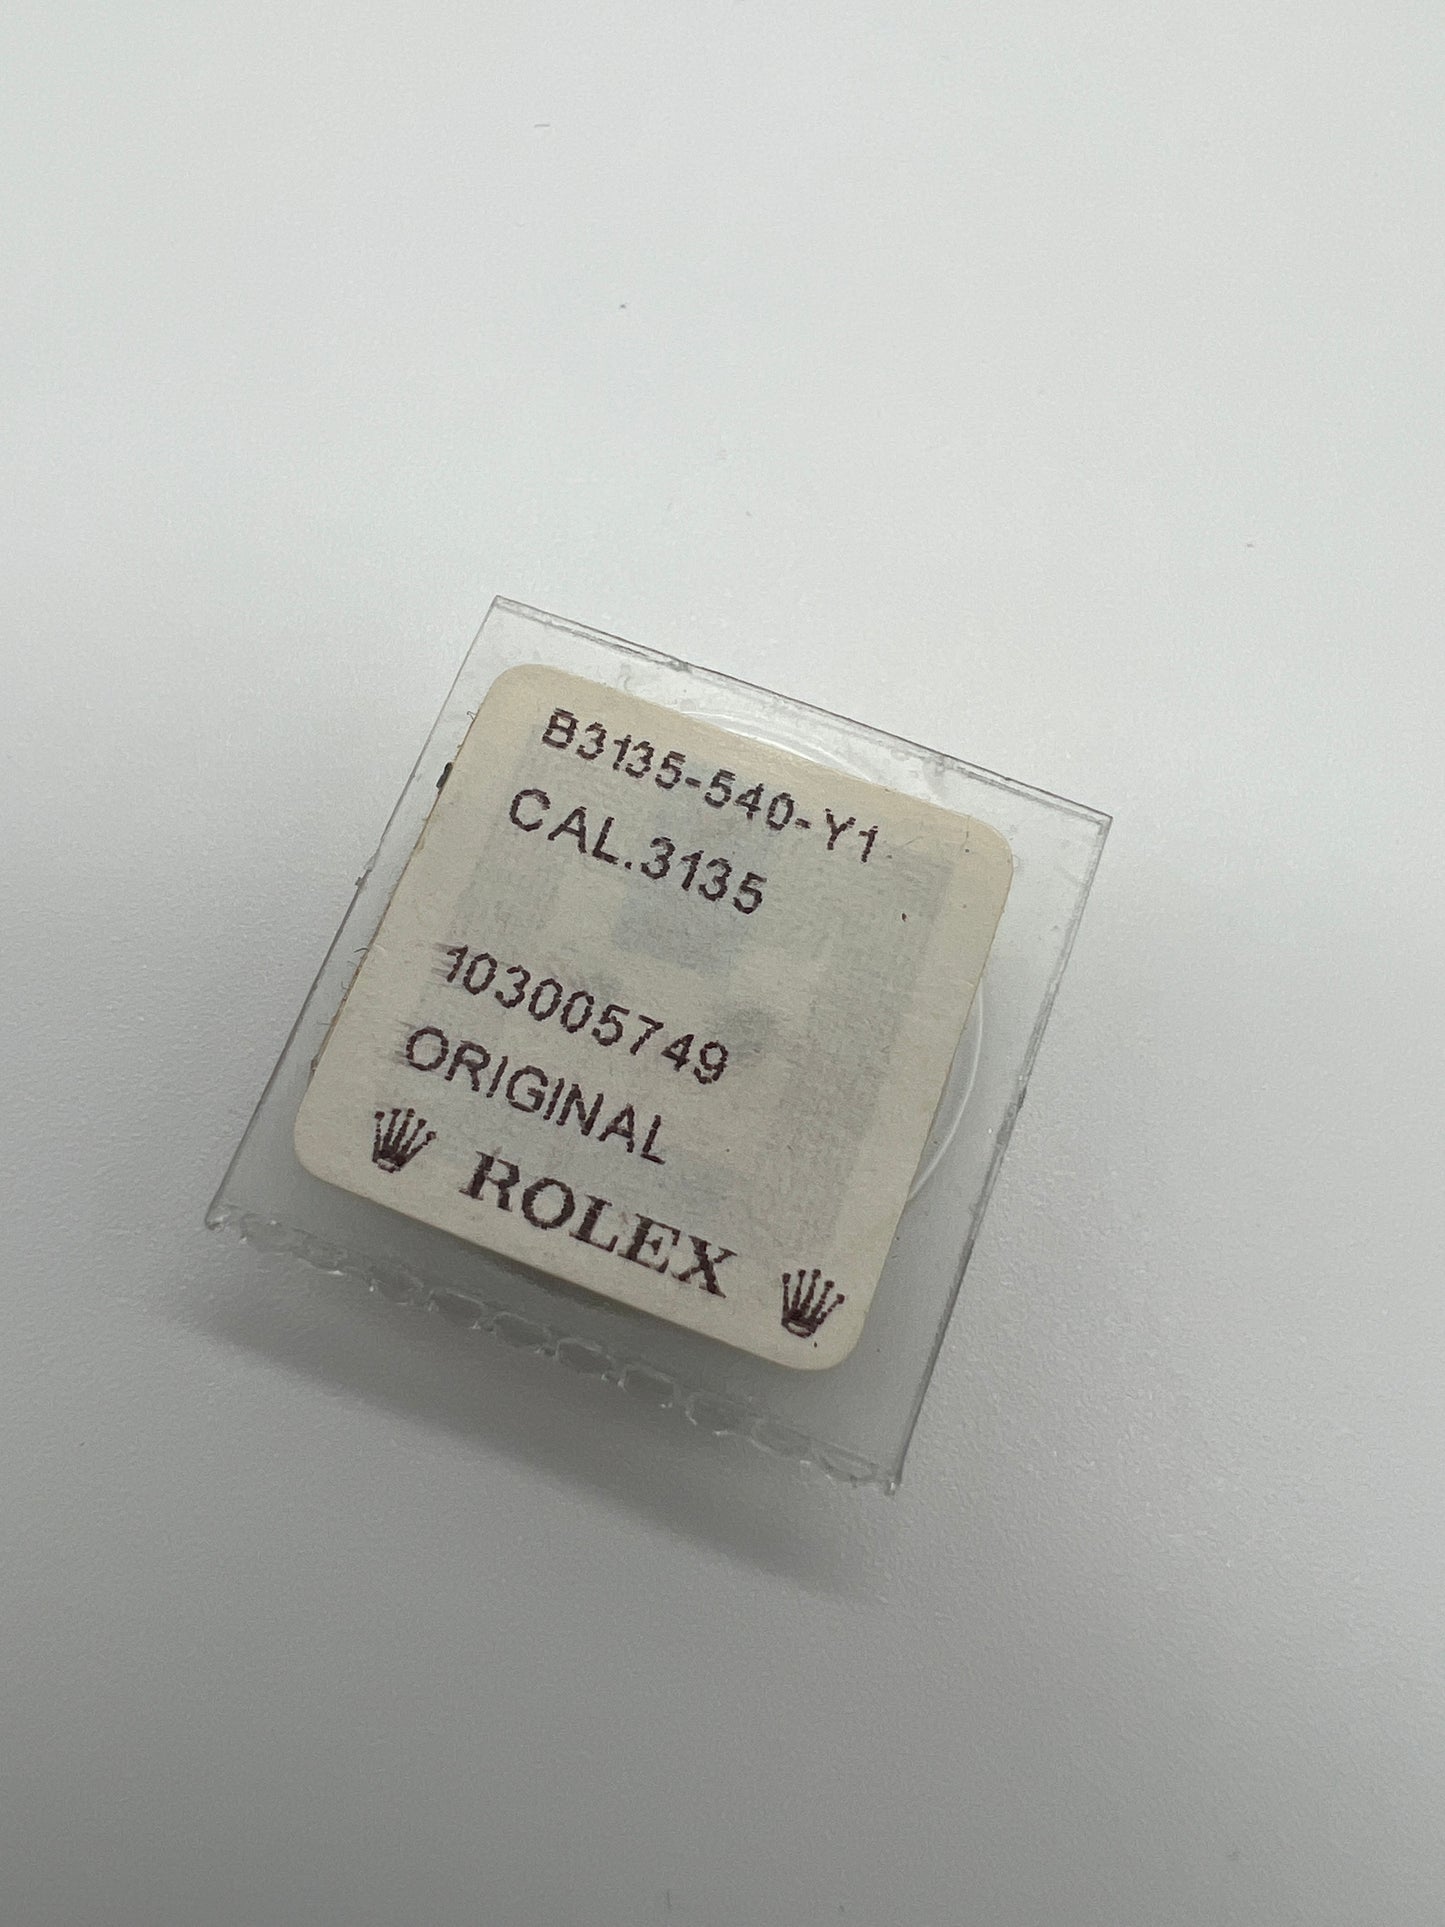 B3135-540-Y1
CAL.3135
103005749
ORIGINAL
ROLEX